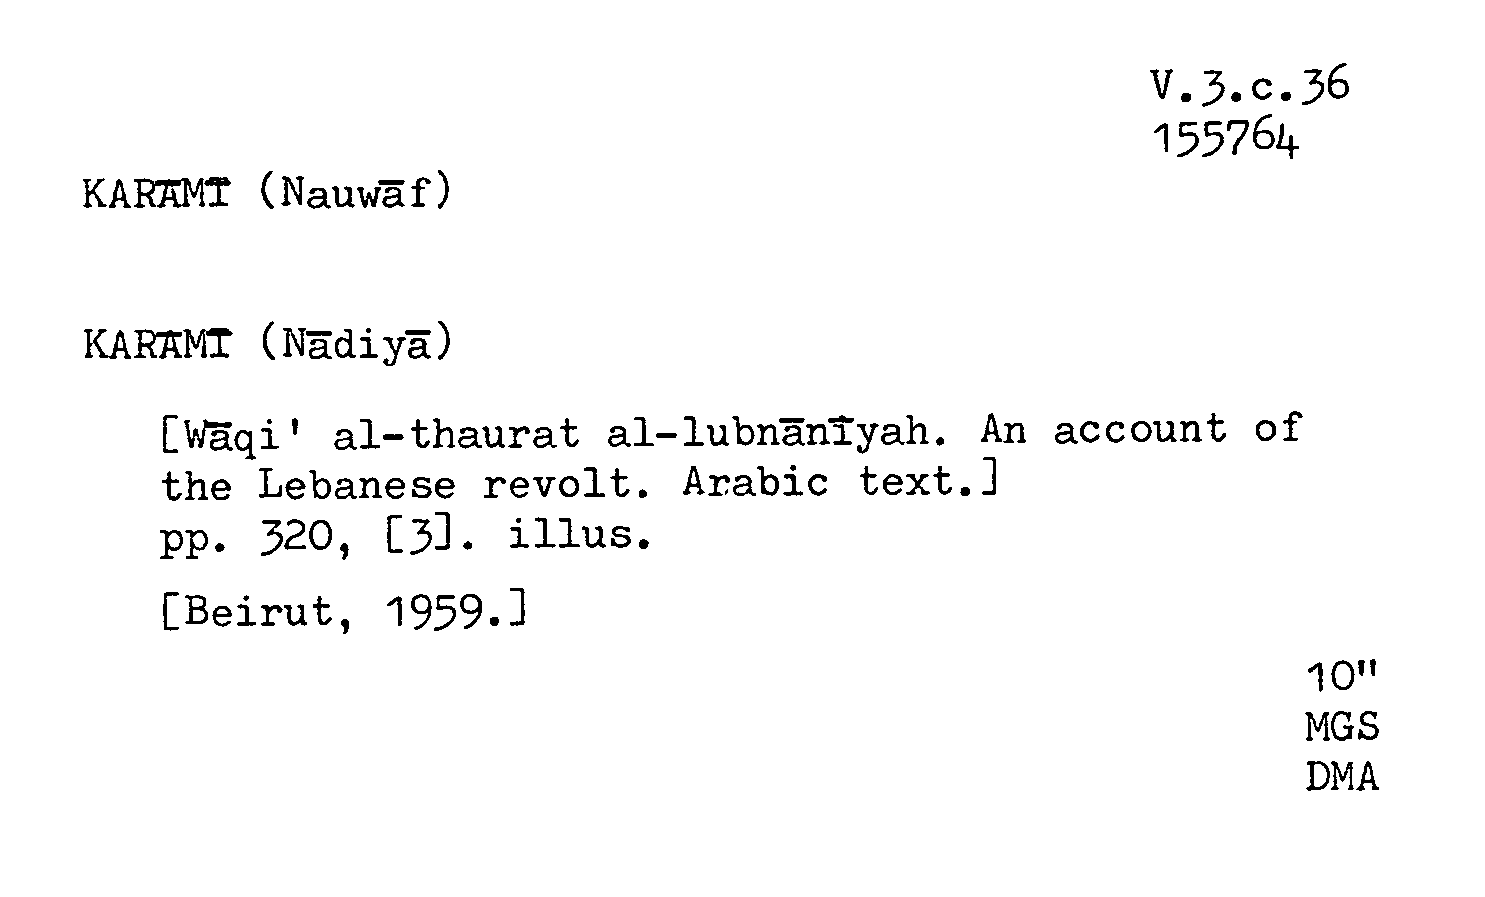 V.3.c.36
155764
KARĀMĪ (Nauwāf)
KARĀMĪ (Nādiyā)
[Wāqi' al-thaurat al-lubnānīyah. An account of
the Lebanese revolt. Arabic text.]
pp. 320, [3]. illus.
[Beirut, 1959.]
10"
MGS
DMA